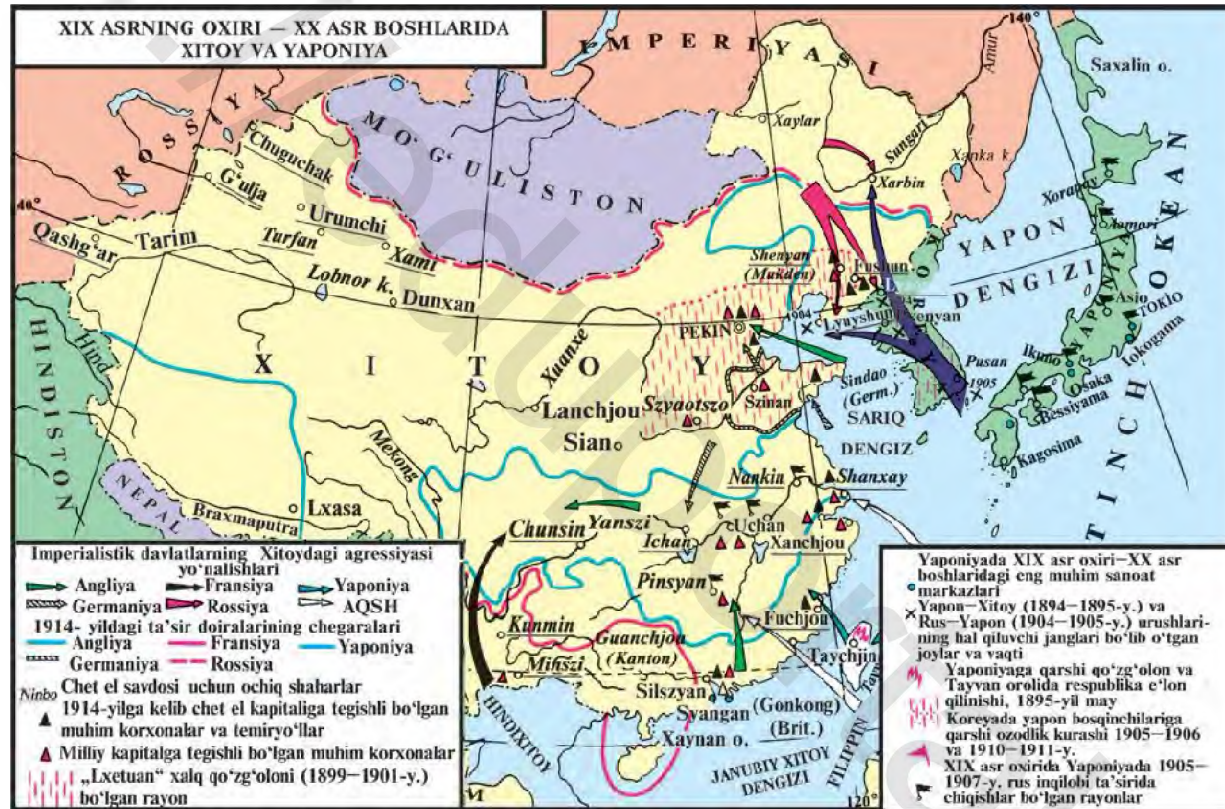 XIX ASRNING OXIRI — XX ASR BOSHLARIDA
XITOY VA YAPONIYA
ROSSIYA
IMPERIYASI
140°
Amur
Saxalin o.
MO‘G‘ULISTON
Xaylar
Sungari
Xanka k.
Xarbin
Chuguchak
G‘ulja
40°
Urumchi
Qashg‘ar
Tarim
Turfan
Xami
Lobnor k.
Dunxan
Shenyan
(Mukden)
Fushun
YAPON
DENGIZI
YAPONIYA
TINCH OKEAN
Asio
TOKIO
Iokogama
Ikuno
Osaka
Bessiyama
Kagosima
PEKIN
1904
Pusan
1905
HINDISTON
Hind
XITOY
Xuanxe
Lanchjou
Szyaotszo
Szinan
Sindao
(Germ.)
SARIQ
DENGIZ
Sian
Mekong
NEPAL
Braxmaputra
Lxasa
Nankin
Shanxay
Chunsin
Yanszi
Ichan
Uchan
Xanchjou
Pinsyan
Fuchjou
Kunmin
Guanchjou
(Kanton)
Minszi
Silszyan
Syangan
(Gonkong)
(Brit.)
Xaynan o.
Taychjin
HINDIXITOY
JANUBIY XITOY
DENGIZI
FILIPPIN
120°
Imperialistik davlatlarning Xitoydagi agressiyasi
yo‘nalishlari
Angliya Fransiya Yaponiya
Germaniya Rossiya AQSH
1914- yildagi ta’sir doiralarining chegaralari
Angliya Fransiya Yaponiya
Germaniya Rossiya
Ninbo Chet el savdosi uchun ochiq shaharlar
1914-yilga kelib chet el kapitaliga tegishli bo‘lgan
muhim korxonalar va temiryo‘llar
Milliy kapitalga tegishli bo‘lgan muhim korxonalar
„Lxetuan“ xalq qo‘zg‘oloni (1899—1901-y.)
bo‘lgan rayon
Yaponiyada XIX asr oxiri—XX asr
boshlaridagi eng muhim sanoat
markazlari
Yapon—Xitoy (1894—1895-y.) va
Rus—Yapon (1904—1905-y.) urushlari-
ning hal qiluvchi janglari bo‘lib o‘tgan
joylar va vaqti
Yaponiyaga qarshi qo‘zg‘olon va
Tayvan orolida respublika e’lon
qilinishi, 1895-yil may
Koreyada yapon bosqinchilariga
qarshi ozodlik kurashi 1905—1906
va 1910—1911-y.
XIX asr oxirida Yaponiyada 1905—
1907-y. rus inqilobi ta’sirida
chiqishlar bo‘lgan rayonlar